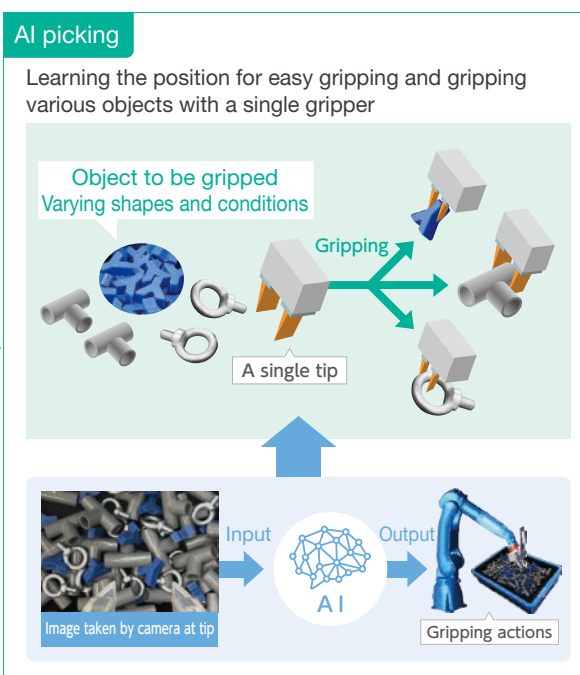 AI picking
Learning the position for easy gripping and gripping
various objects with a single gripper
Object to be gripped
Varying shapes and conditions
Gripping
A single tip
Input
Output
AI
Image taken by camera at tip
Gripping actions